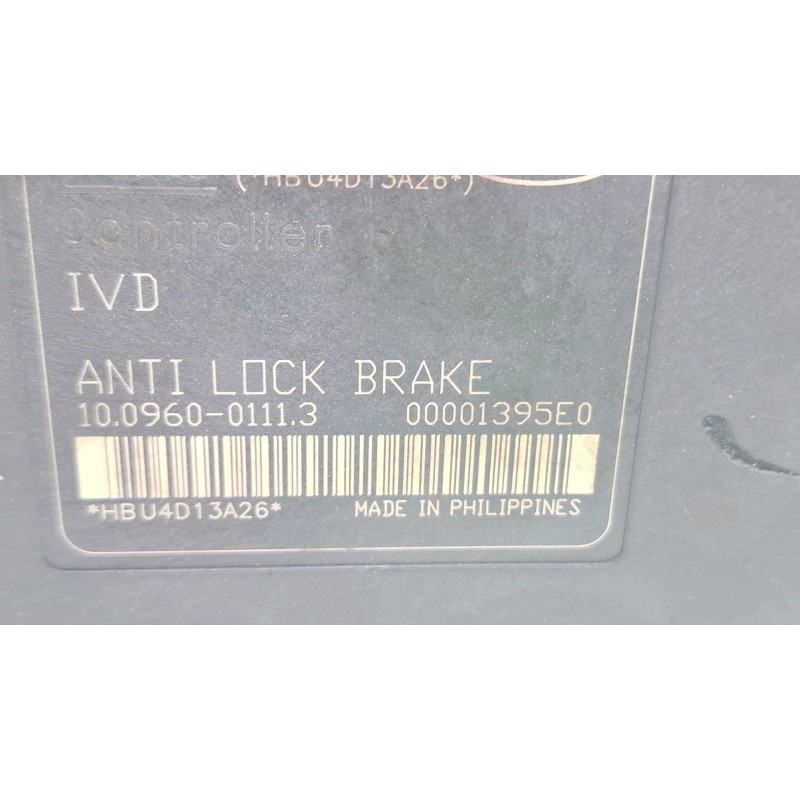 (*HBU4D13A26*)
Controller
IVD
ANTI LOCK BRAKE
10.0960-0111.3 00001395E0
*HBU4D13A26* MADE IN PHILIPPINES